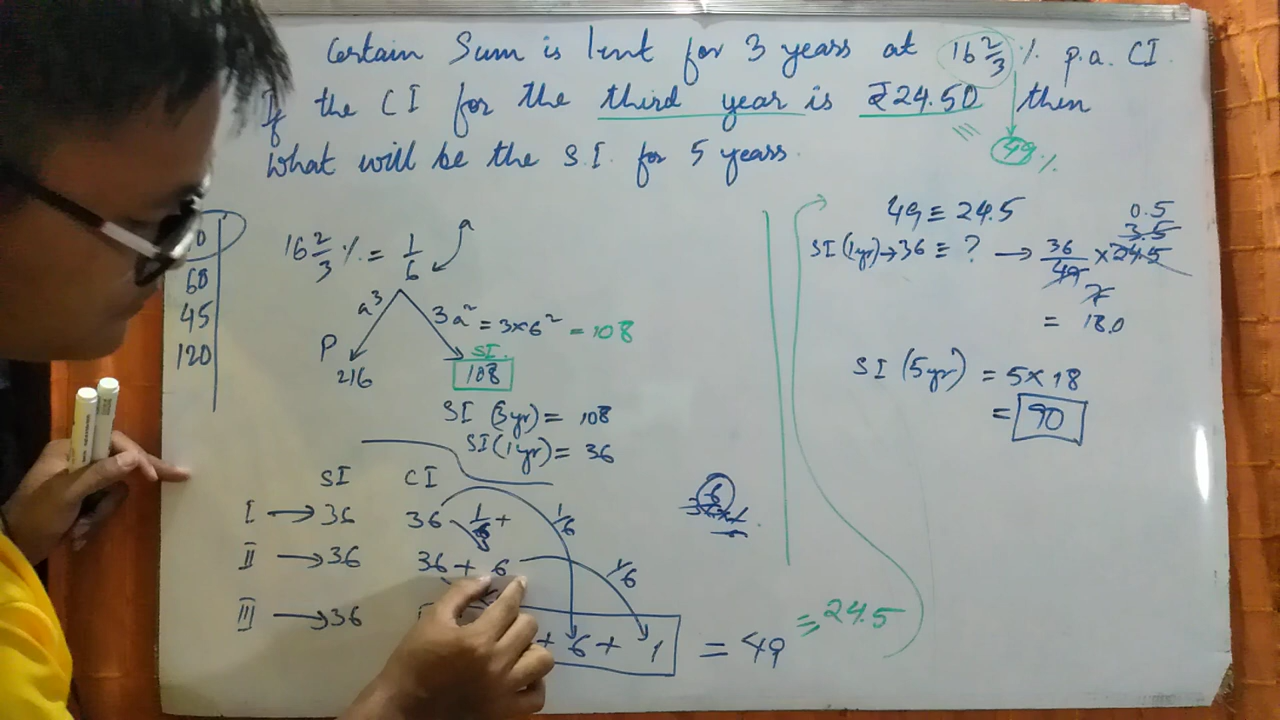 Certain Sum is lent for 3 years at 16 2/3 % p.a. CI.
If the CI for the third year is ₹24.50 then
What will be the S.I. for 5 years.
49 %
60
45
120
16 2/3 % = 1/6
a
a³
3a² = 3×6² = 108
P
216
SI.
108
SI (3yr) = 108
SI (1yr) = 36
SI CI
I → 36 36 1/6 + 1/6
II → 36 36 + 6 1/6
III → 36 + 6 + 1 = 49 = 24.5
49 ≡ 24.5
SI (1yr) → 36 ≡ ? → 36/49 × 24.5
0.5
3.5
7
= 18.0
SI (5yr) = 5×18
= 90